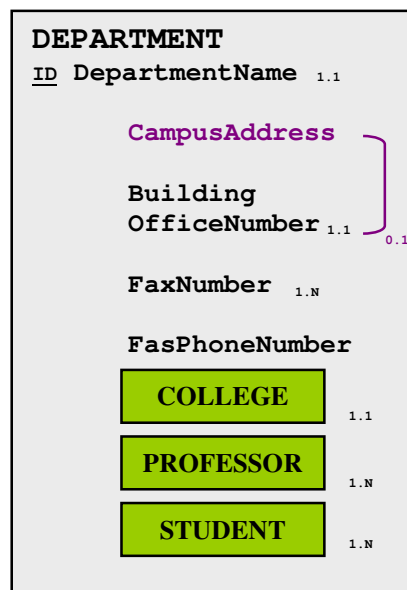 DEPARTMENT
ID DepartmentName 1.1
CampusAddress
Building
OfficeNumber 1.1
0.1
FaxNumber 1.N
FasPhoneNumber
COLLEGE 1.1
PROFESSOR 1.N
STUDENT 1.N